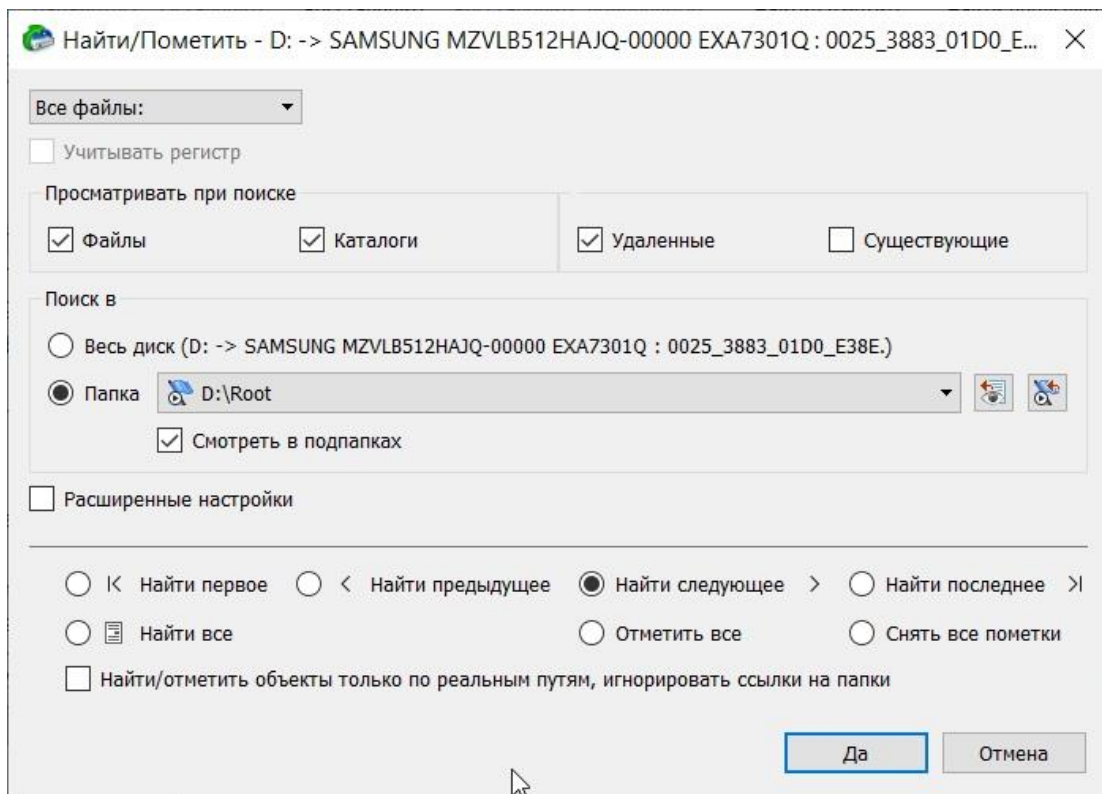 Найти/Пометить - D: -> SAMSUNG MZVLB512HAJQ-00000 EXA7301Q : 0025_3883_01D0_E...
Все файлы:
Учитывать регистр
Просматривать при поиске
Файлы Каталоги Удаленные Существующие
Поиск в
Весь диск (D: -> SAMSUNG MZVLB512HAJQ-00000 EXA7301Q : 0025_3883_01D0_E38E.)
Папка D:\Root
Смотреть в подпапках
Расширенные настройки
Найти первое < Найти предыдущее Найти следующее > Найти последнее
Найти все Отметить все Снять все пометки
Найти/отметить объекты только по реальным путям, игнорировать ссылки на папки
Да Отмена